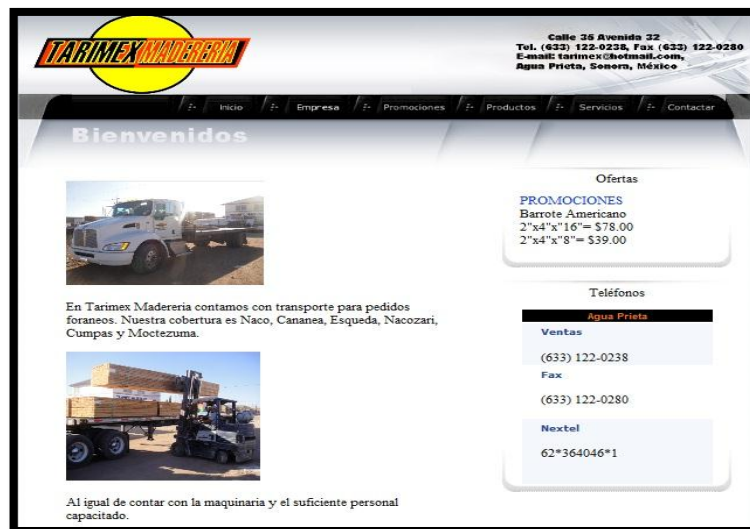 TARIMEX MADERERIA
Calle 35 Avenida 32
Tel. (633) 122-0238, Fax (633) 122-0280
E-mail: tarimex@hotmail.com,
Agua Prieta, Sonora, México
Inicio Empresa Promociones Productos Servicios Contactar
Bienvenidos
En Tarimex Madereria contamos con transporte para pedidos
foraneos. Nuestra cobertura es Naco, Cananea, Esqueda, Nacozari,
Cumpas y Moctezuma.
Al igual de contar con la maquinaria y el suficiente personal
capacitado.
Ofertas
PROMOCIONES
Barrote Americano
2"x4"x"16"= $78.00
2"x4"x"8"= $39.00
Teléfonos
Agua Prieta
Ventas
(633) 122-0238
Fax
(633) 122-0280
Nextel
62*364046*1